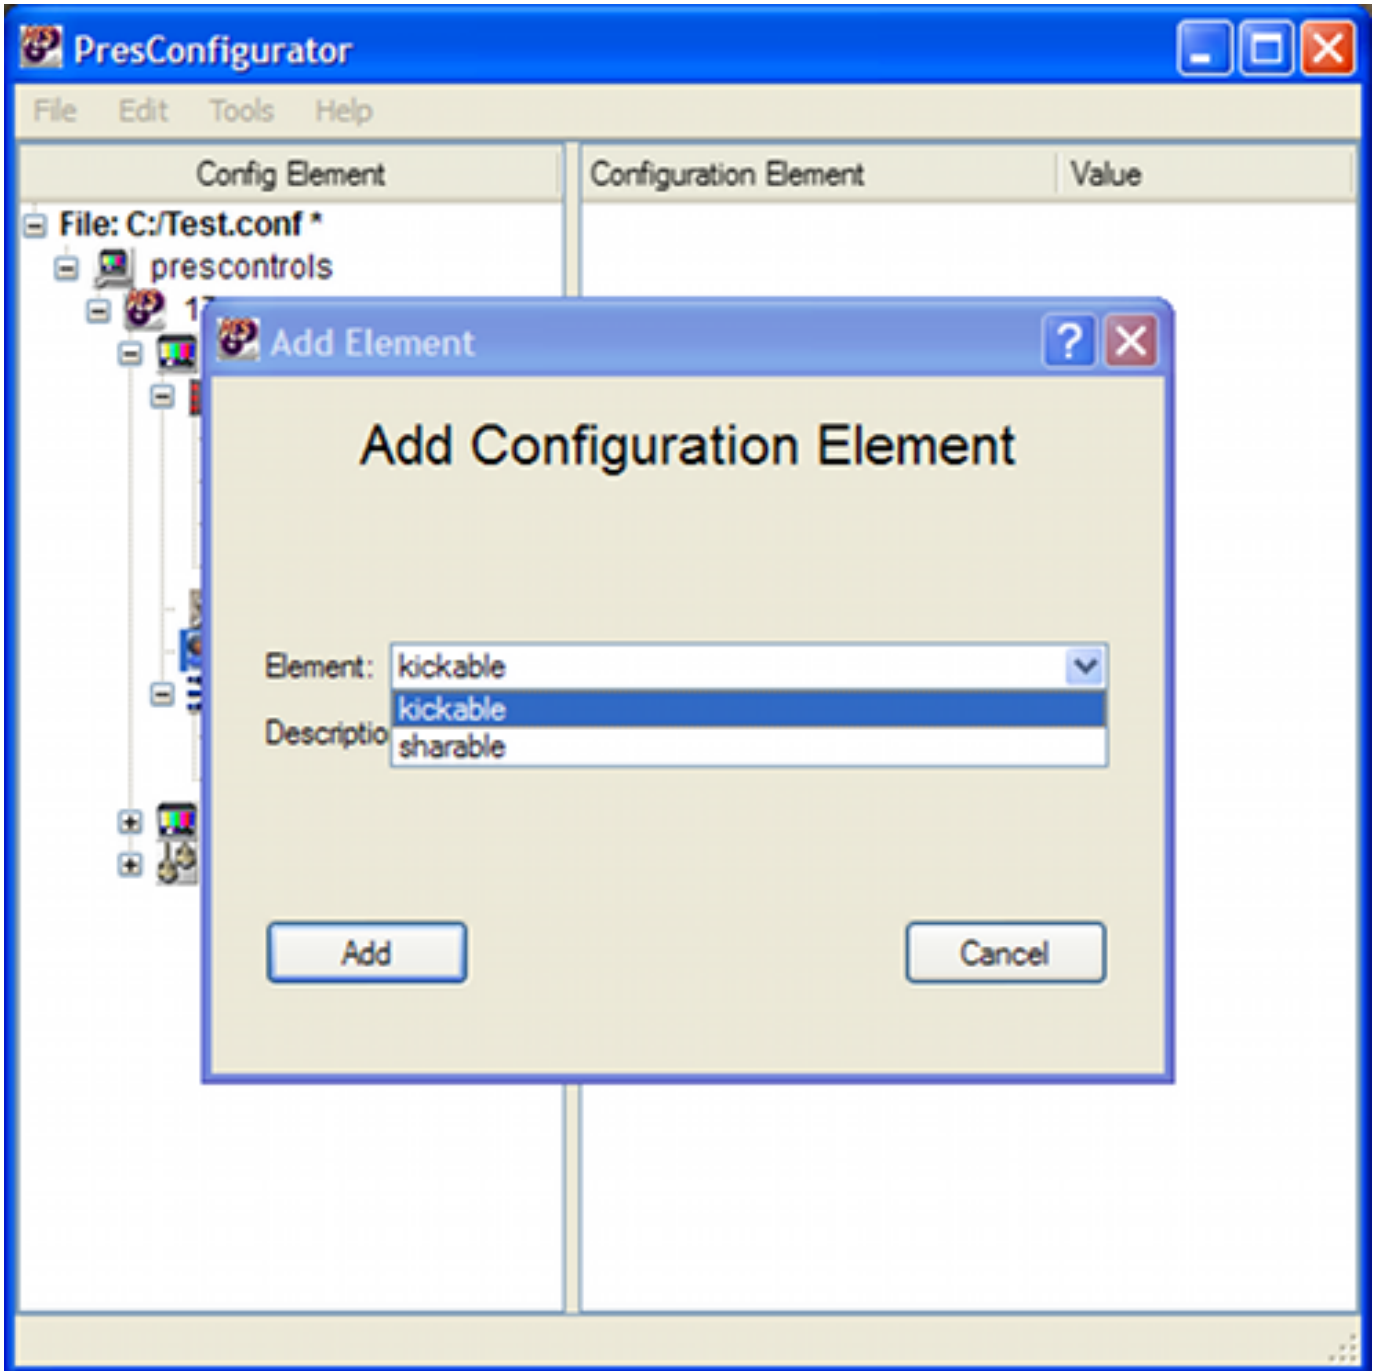 PresConfigurator
File Edit Tools Help
Config Element
Configuration Element Value
File: C:/Test.conf *
prescontrols
Add Element
Add Configuration Element
Element: kickable
kickable
Descriptio
sharable
Add Cancel